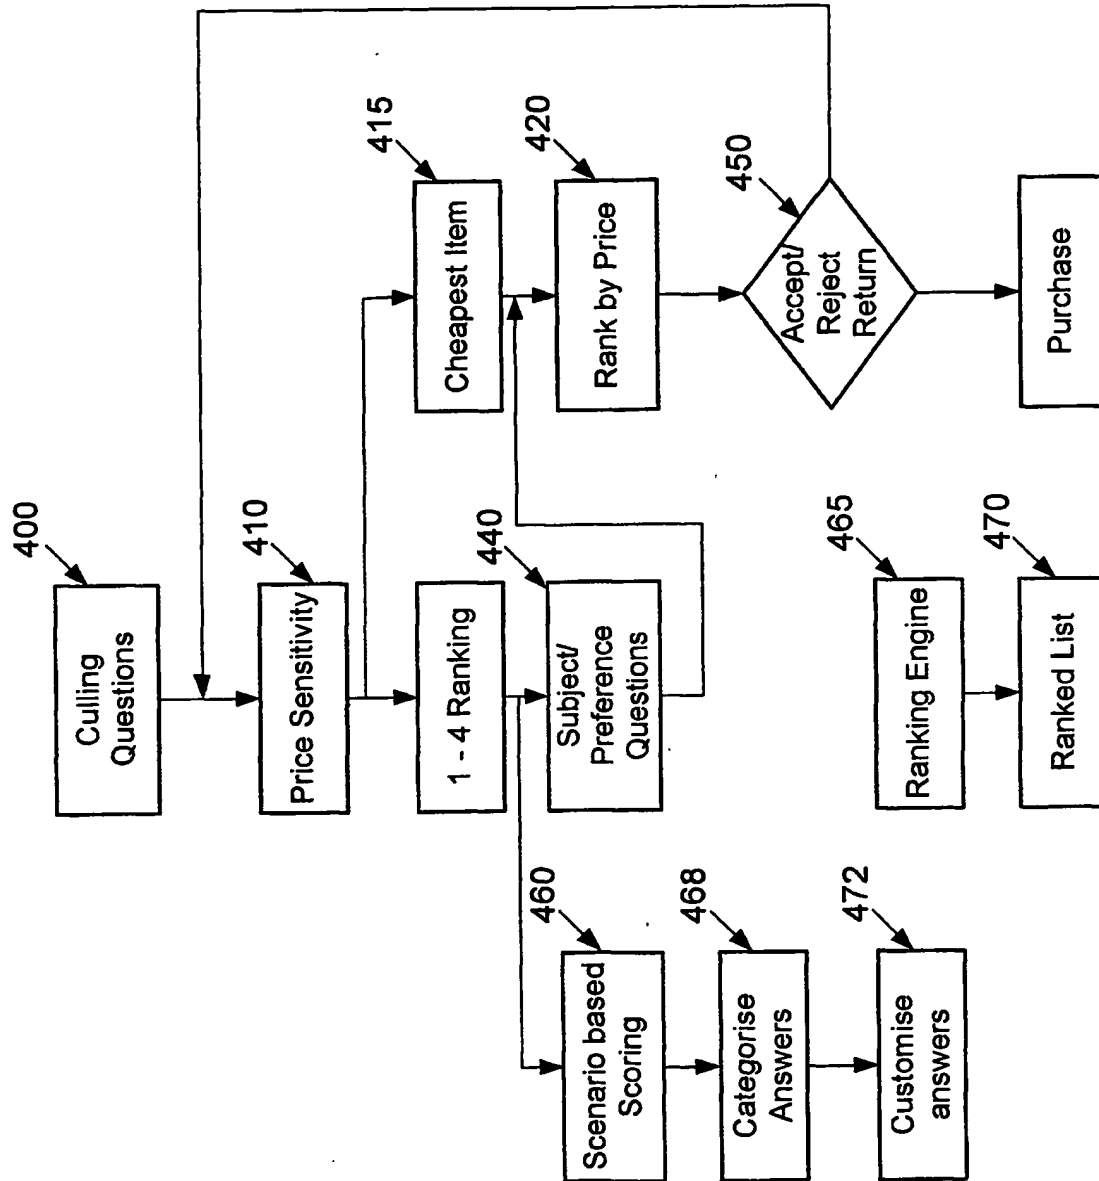 400
Culling
Questions
410
Price Sensitivity
415
Cheapest Item
1 - 4 Ranking
420
Rank by Price
440
Subject/
Preference
Questions
450
Accept/
Reject
Return
Purchase
460
Scenario based
Scoring
468
Categorise
Answers
472
Customise
answers
465
Ranking Engine
470
Ranked List